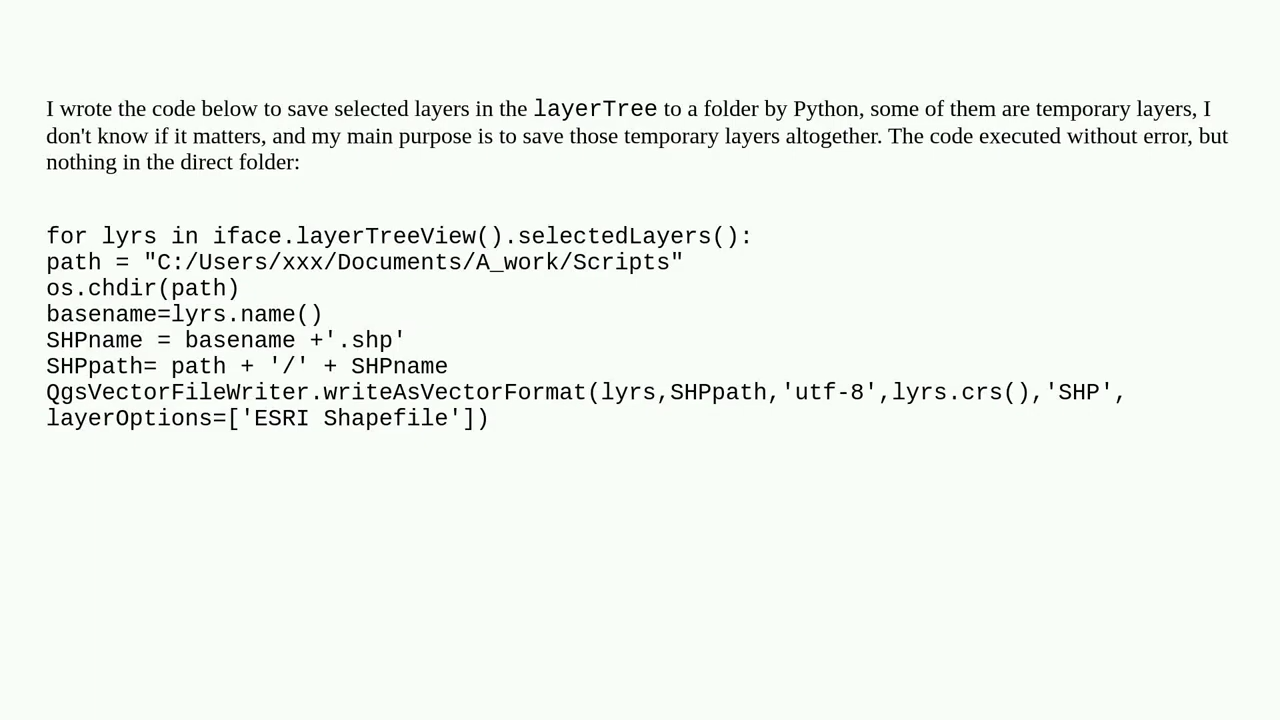 I wrote the code below to save selected layers in the layerTree to a folder by Python, some of them are temporary layers, I
don't know if it matters, and my main purpose is to save those temporary layers altogether. The code executed without error, but
nothing in the direct folder:
for lyrs in iface.layerTreeView().selectedLayers():
path = "C:/Users/xxx/Documents/A_work/Scripts"
os.chdir(path)
basename=lyrs.name()
SHPname = basename +'.shp'
SHPpath= path + '/' + SHPname
QgsVectorFileWriter.writeAsVectorFormat(lyrs,SHPpath,'utf-8',lyrs.crs(),'SHP',
layerOptions=['ESRI Shapefile'])